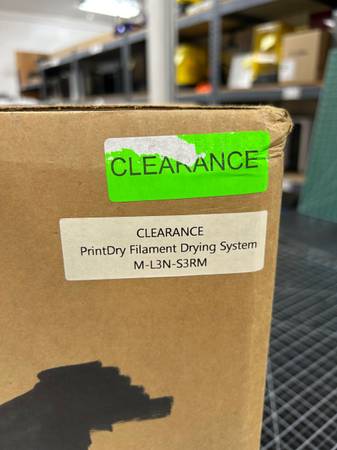 CLEARANCE
CLEARANCE
PrintDry Filament Drying System
M-L3N-S3RM